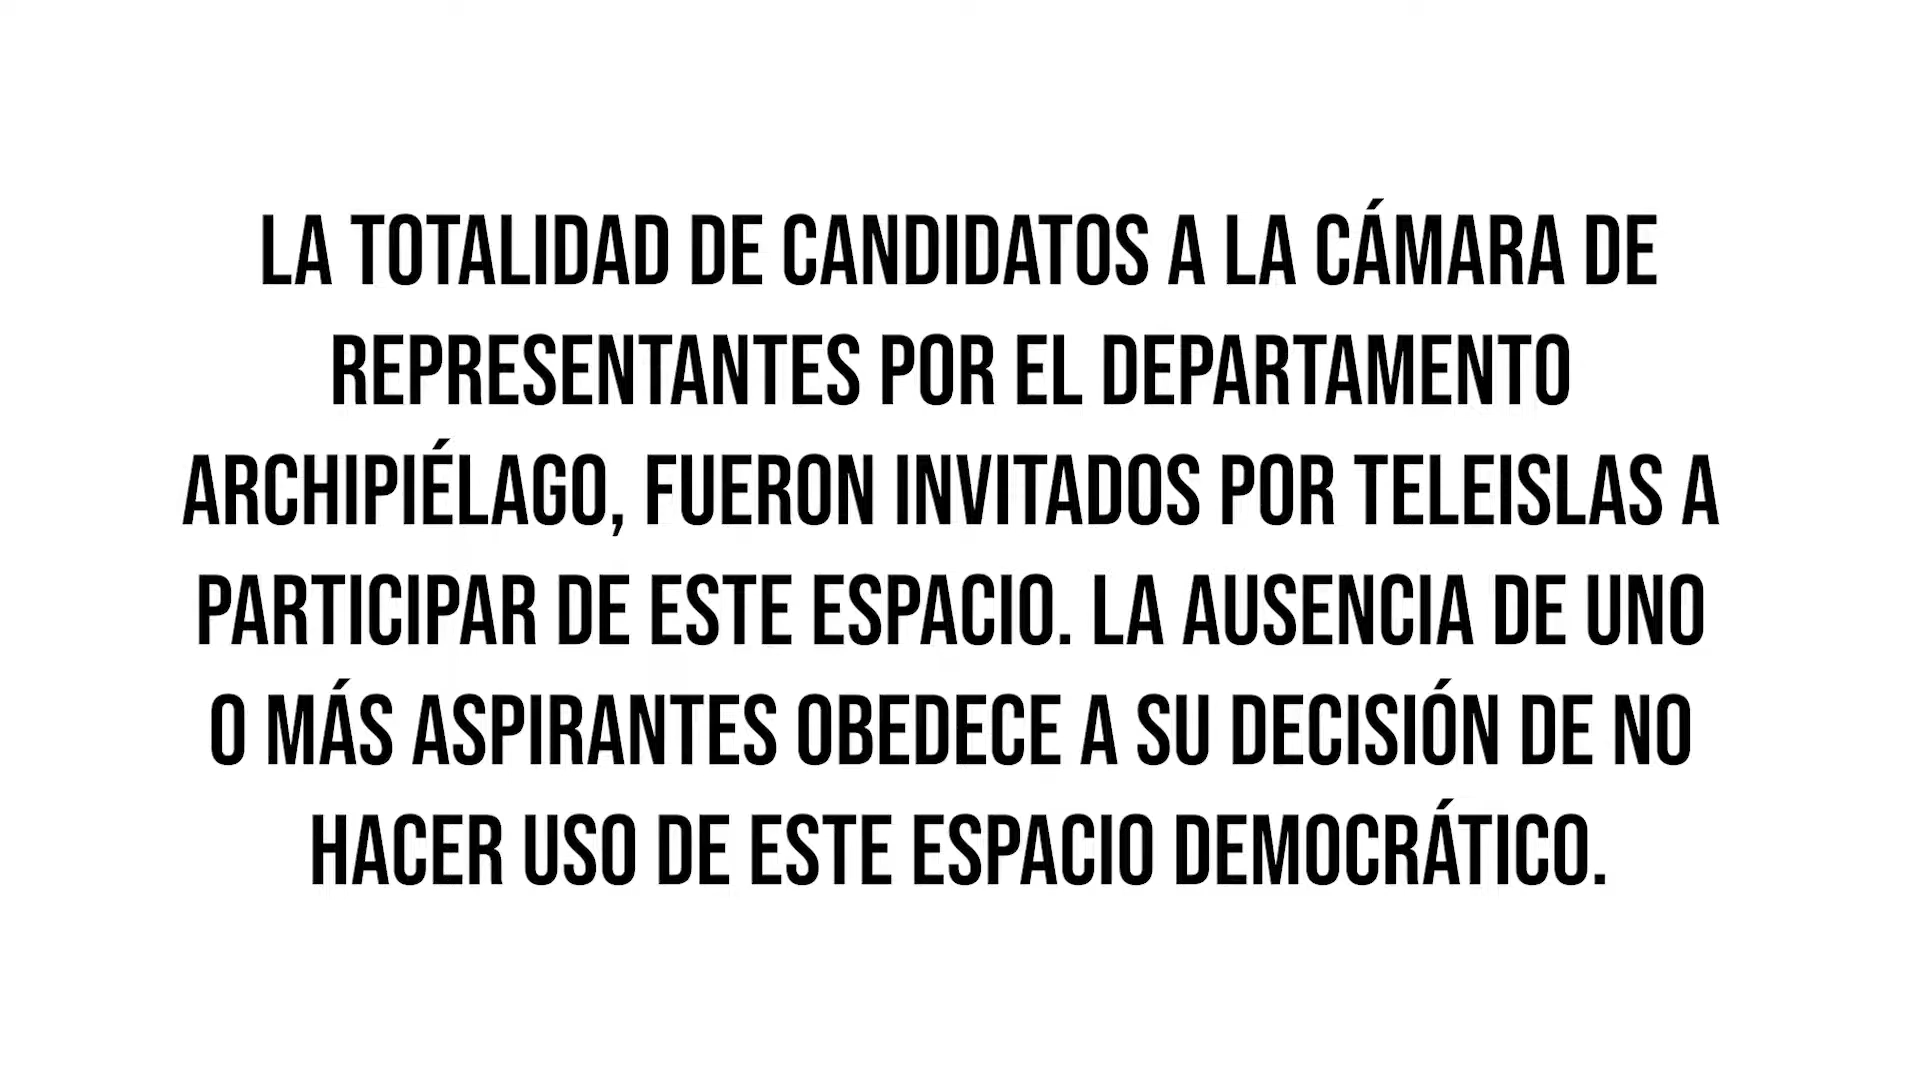 LA TOTALIDAD DE CANDIDATOS A LA CÁMARA DE
REPRESENTANTES POR EL DEPARTAMENTO
ARCHIPIÉLAGO, FUERON INVITADOS POR TELEISLAS A
PARTICIPAR DE ESTE ESPACIO. LA AUSENCIA DE UNO
O MÁS ASPIRANTES OBEDECE A SU DECISIÓN DE NO
HACER USO DE ESTE ESPACIO DEMOCRÁTICO.